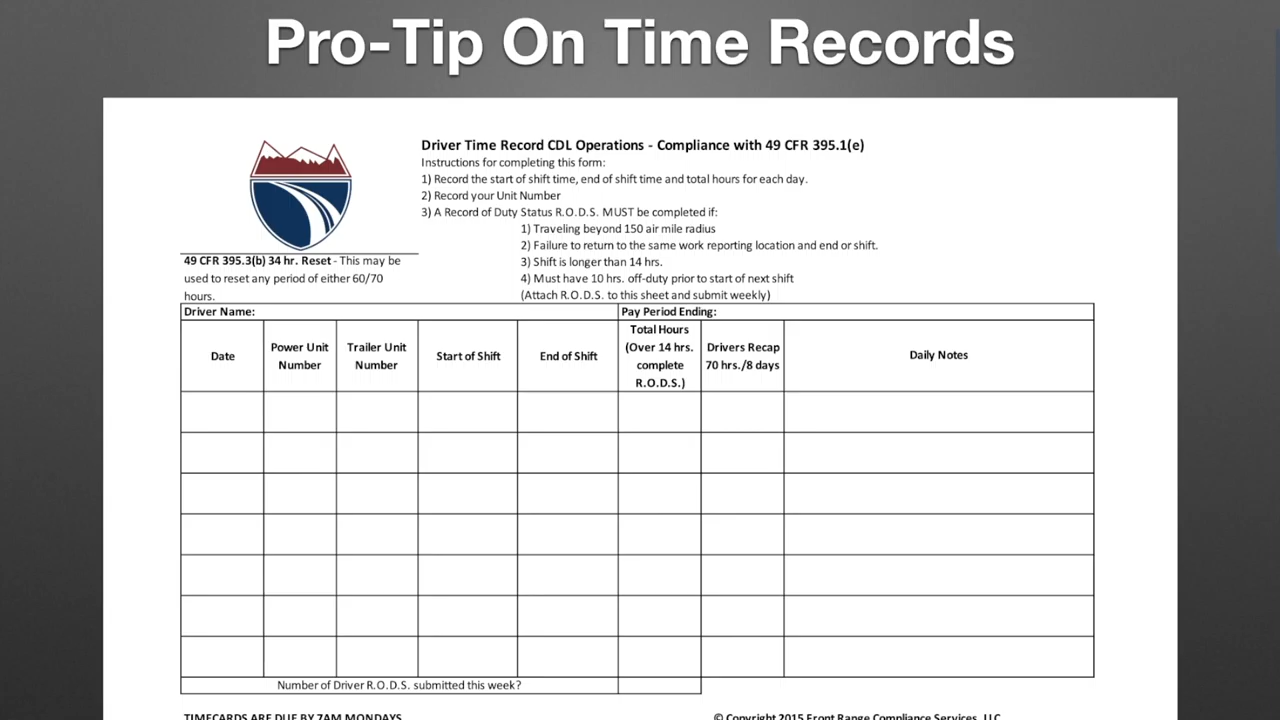 Pro-Tip On Time Records
Driver Time Record CDL Operations - Compliance with 49 CFR 395.1(e)
Instructions for completing this form:
1) Record the start of shift time, end of shift time and total hours for each day.
2) Record your Unit Number
3) A Record of Duty Status R.O.D.S. MUST be completed if:
1) Traveling beyond 150 air mile radius
2) Failure to return to the same work reporting location and end or shift.
3) Shift is longer than 14 hrs.
4) Must have 10 hrs. off-duty prior to start of next shift
(Attach R.O.D.S. to this sheet and submit weekly)
49 CFR 395.3(b) 34 hr. Reset - This may be
used to reset any period of either 60/70
hours.
Driver Name:
Pay Period Ending:
Date
Power Unit
Number
Trailer Unit
Number
Start of Shift
End of Shift
Total Hours
(Over 14 hrs.
complete
R.O.D.S.)
Drivers Recap
70 hrs./8 days
Daily Notes
Number of Driver R.O.D.S. submitted this week?
TIMECARDS ARE DUE BY 7AM MONDAYS
© Copyright 2015 Front Range Compliance Services, LLC